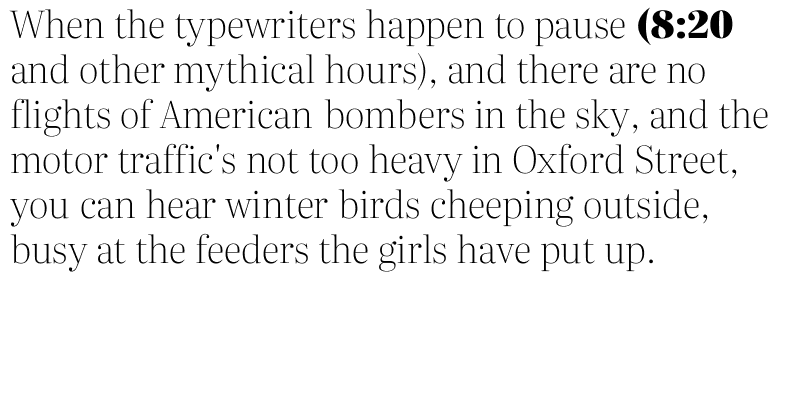 When the typewriters happen to pause (8:20
and other mythical hours), and there are no
flights of American bombers in the sky, and the
motor traffic's not too heavy in Oxford Street,
you can hear winter birds cheeping outside,
busy at the feeders the girls have put up.